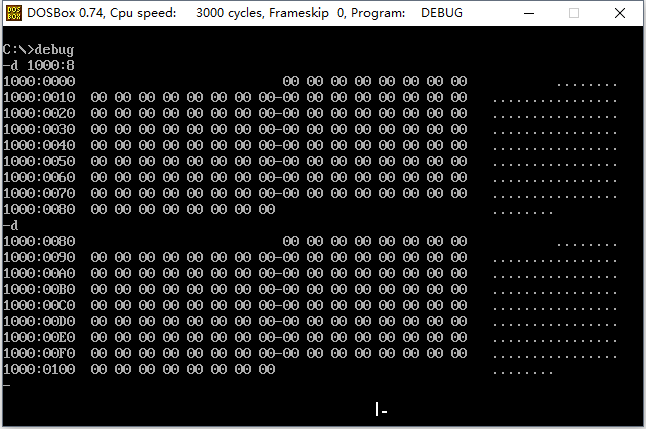 DOSBox 0.74, Cpu speed:    3000 cycles, Frameskip  0, Program:    DEBUG
C:\>debug
-d 1000:8
1000:0000                          00 00 00 00 00 00 00 00           ........
1000:0010  00 00 00 00 00 00 00 00-00 00 00 00 00 00 00 00   ................
1000:0020  00 00 00 00 00 00 00 00-00 00 00 00 00 00 00 00   ................
1000:0030  00 00 00 00 00 00 00 00-00 00 00 00 00 00 00 00   ................
1000:0040  00 00 00 00 00 00 00 00-00 00 00 00 00 00 00 00   ................
1000:0050  00 00 00 00 00 00 00 00-00 00 00 00 00 00 00 00   ................
1000:0060  00 00 00 00 00 00 00 00-00 00 00 00 00 00 00 00   ................
1000:0070  00 00 00 00 00 00 00 00-00 00 00 00 00 00 00 00   ................
1000:0080  00 00 00 00 00 00 00 00                           ........
-d
1000:0080                          00 00 00 00 00 00 00 00           ........
1000:0090  00 00 00 00 00 00 00 00-00 00 00 00 00 00 00 00   ................
1000:00A0  00 00 00 00 00 00 00 00-00 00 00 00 00 00 00 00   ................
1000:00B0  00 00 00 00 00 00 00 00-00 00 00 00 00 00 00 00   ................
1000:00C0  00 00 00 00 00 00 00 00-00 00 00 00 00 00 00 00   ................
1000:00D0  00 00 00 00 00 00 00 00-00 00 00 00 00 00 00 00   ................
1000:00E0  00 00 00 00 00 00 00 00-00 00 00 00 00 00 00 00   ................
1000:00F0  00 00 00 00 00 00 00 00-00 00 00 00 00 00 00 00   ................
1000:0100  00 00 00 00 00 00 00 00                           ........
-